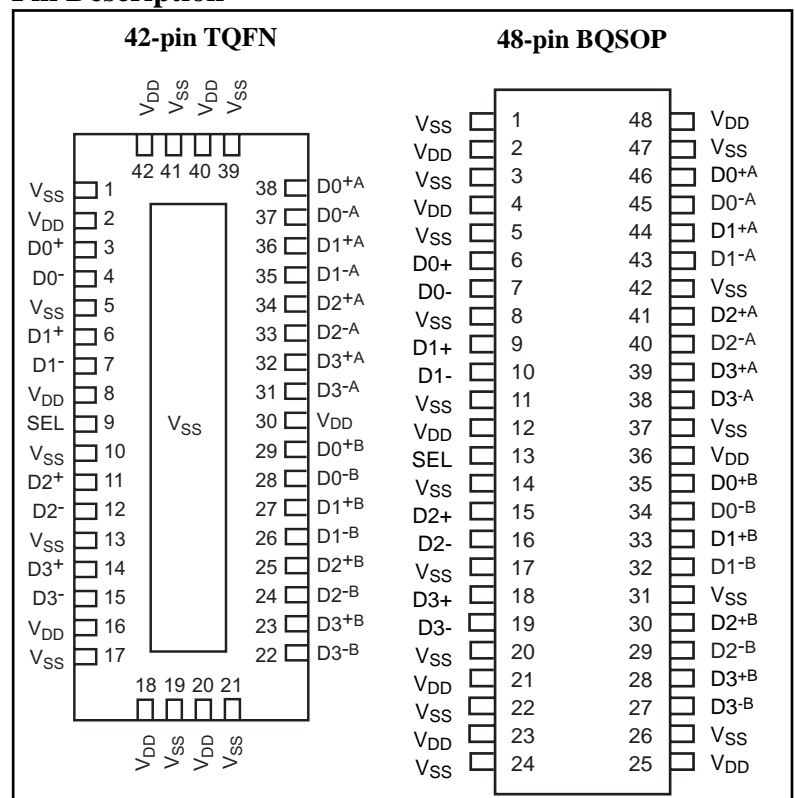 42-pin TQFN
VDD VSS VDD VSS
42 41 40 39
VSS 1
VDD 2
D0+ 3
D0- 4
VSS 5
D1+ 6
D1- 7
VDD 8
SEL 9
VSS 10
D2+ 11
D2- 12
VSS 13
D3+ 14
D3- 15
VDD 16
VSS 17
VSS
38 D0+A
37 D0-A
36 D1+A
35 D1-A
34 D2+A
33 D2-A
32 D3+A
31 D3-A
30 VDD
29 D0+B
28 D0-B
27 D1+B
26 D1-B
25 D2+B
24 D2-B
23 D3+B
22 D3-B
18 19 20 21
VDD VSS VDD VSS
48-pin BQSOP
VSS 1 48 VDD
VDD 2 47 VSS
VSS 3 46 D0+A
VDD 4 45 D0-A
VSS 5 44 D1+A
D0+ 6 43 D1-A
D0- 7 42 VSS
VSS 8 41 D2+A
D1+ 9 40 D2-A
D1- 10 39 D3+A
VSS 11 38 D3-A
VDD 12 37 VSS
SEL 13 36 VDD
VSS 14 35 D0+B
D2+ 15 34 D0-B
D2- 16 33 D1+B
VSS 17 32 D1-B
D3+ 18 31 VSS
D3- 19 30 D2+B
VSS 20 29 D2-B
VDD 21 28 D3+B
VSS 22 27 D3-B
VDD 23 26 VSS
VSS 24 25 VDD